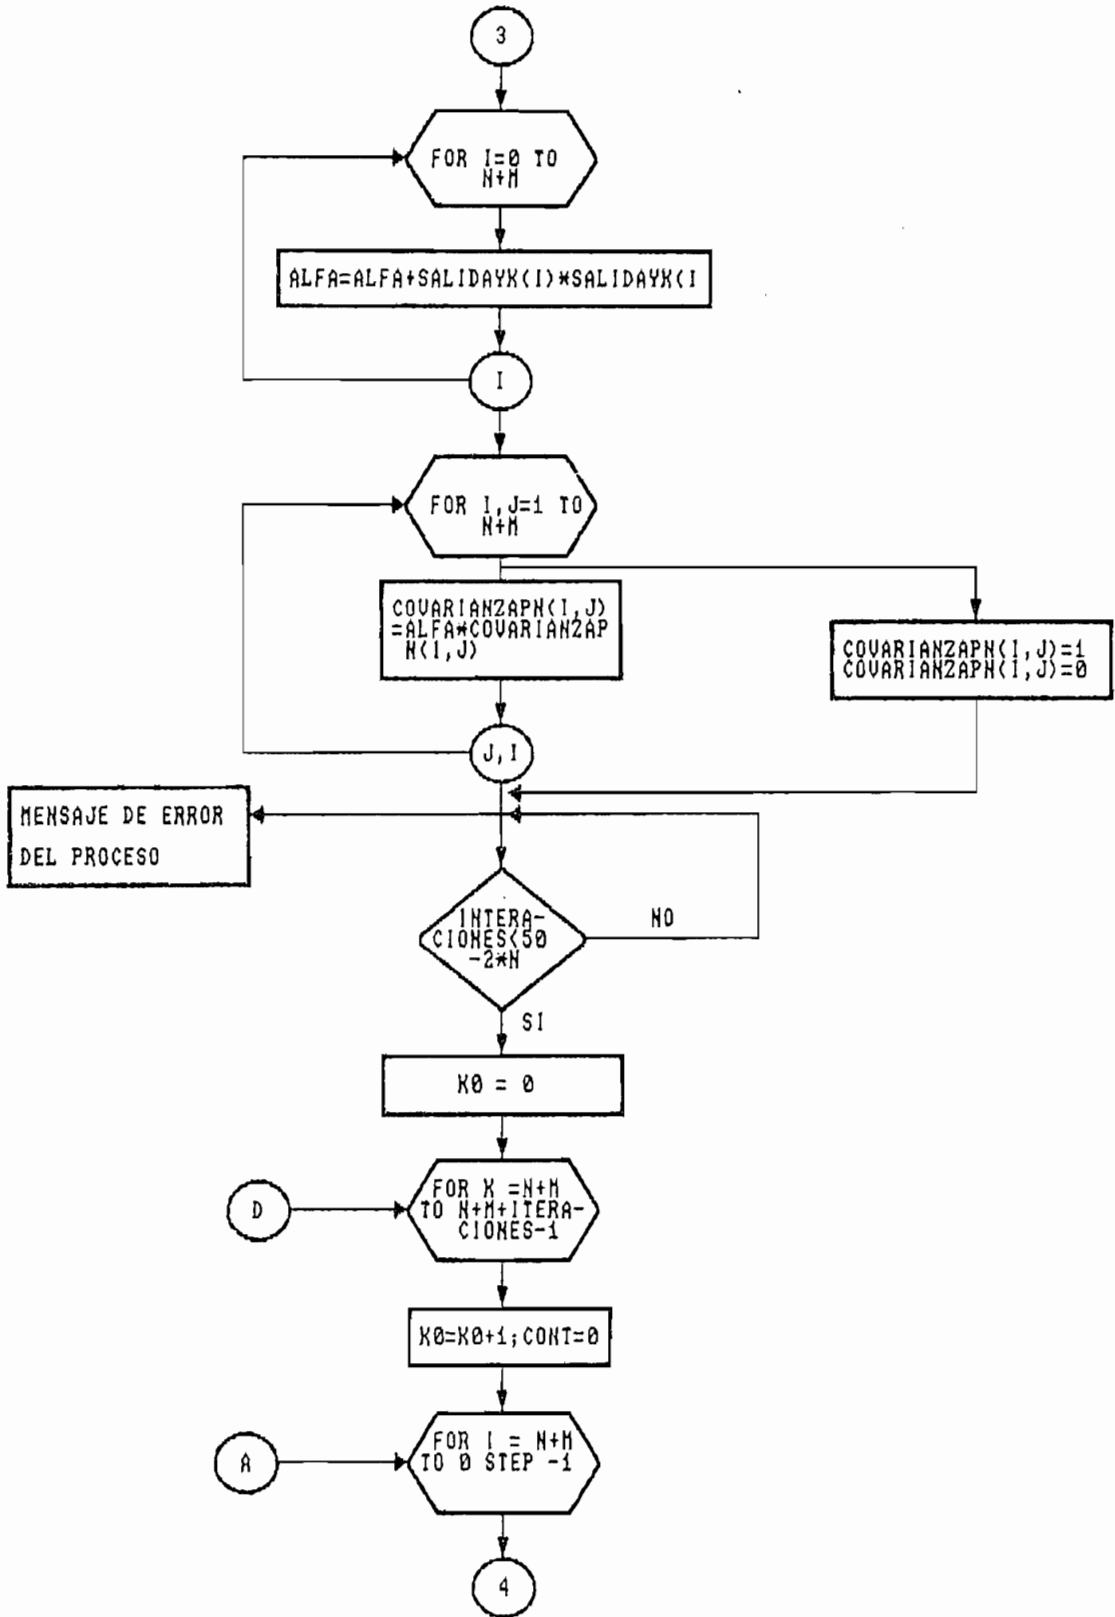 3
FOR I=0 TO
N+M
ALFA=ALFA+SALIDAYK(I)*SALIDAYK(I
I
FOR I,J=1 TO
N+M
COVARIANZAPN(I,J)
=ALFA*COVARIANZAP
N(I,J)
COVARIANZAPN(I,J)=1
COVARIANZAPN(I,J)=0
J,I
MENSAJE DE ERROR
DEL PROCESO
INTERA-
CIONES<50
-2*N
NO
SI
K0 = 0
D
FOR K =N+M
TO N+M+ITERA-
CIONES-1
K0=K0+1;CONT=0
A
FOR I = N+M
TO 0 STEP -1
4